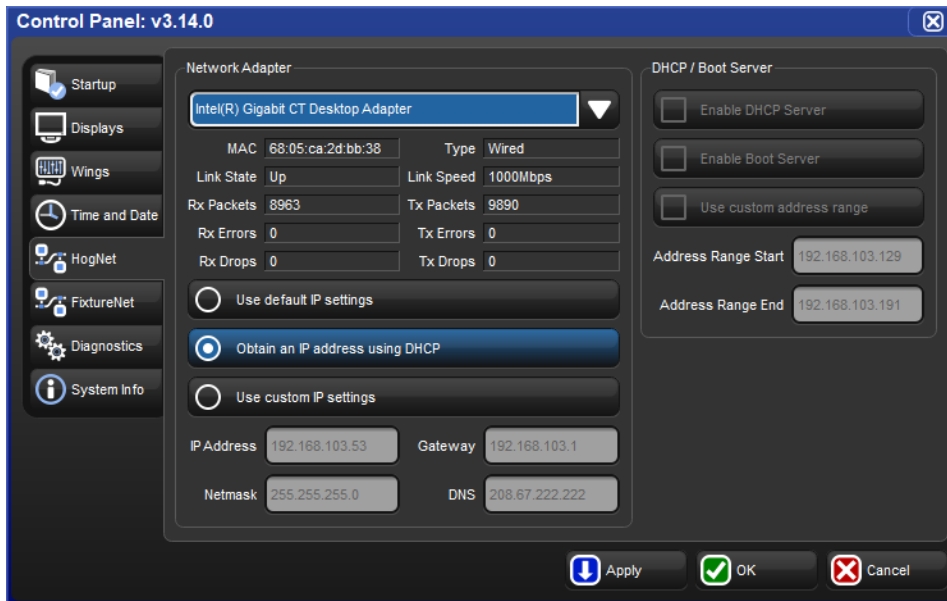 Control Panel: v3.14.0
Startup
Displays
Wings
Time and Date
HogNet
FixtureNet
Diagnostics
System Info
Network Adapter
Intel(R) Gigabit CT Desktop Adapter
MAC 68:05:ca:2d:bb:38 Type Wired
Link State Up Link Speed 1000Mbps
Rx Packets 8963 Tx Packets 9890
Rx Errors 0 Tx Errors 0
Rx Drops 0 Tx Drops 0
Use default IP settings
Obtain an IP address using DHCP
Use custom IP settings
IP Address 192.168.103.53 Gateway 192.168.103.1
Netmask 255.255.255.0 DNS 208.67.222.222
DHCP / Boot Server
Enable DHCP Server
Enable Boot Server
Use custom address range
Address Range Start 192.168.103.129
Address Range End 192.168.103.191
Apply OK Cancel